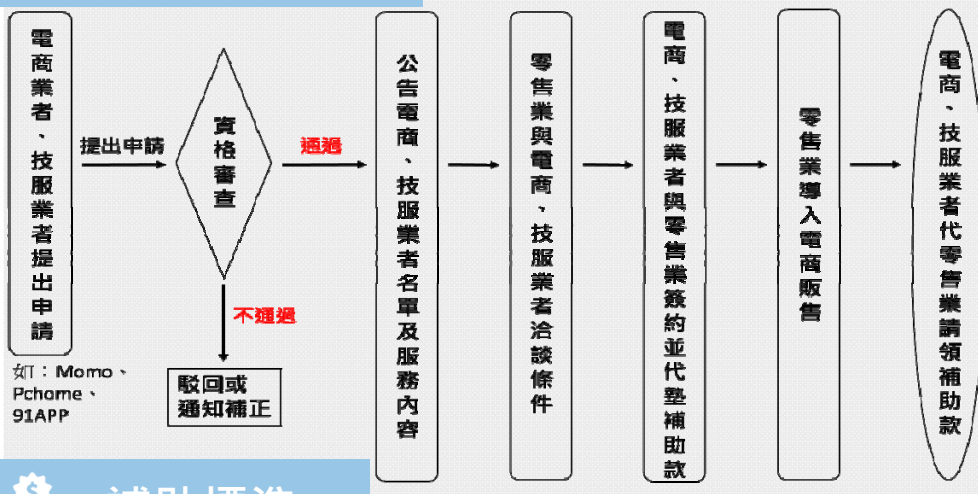 電商業者、技服業者提出申請
如：Momo、
Pchome、
91APP
提出申請
資格審查
通過
不通過
駁回或
通知補正
公告電商、技服業者名單及服務內容
零售業與電商、技服業者洽談條件
電商、技服業者與零售業簽約並代墊補助款
零售業導入電商販售
電商、技服業者代零售業請領補助款
補助標準